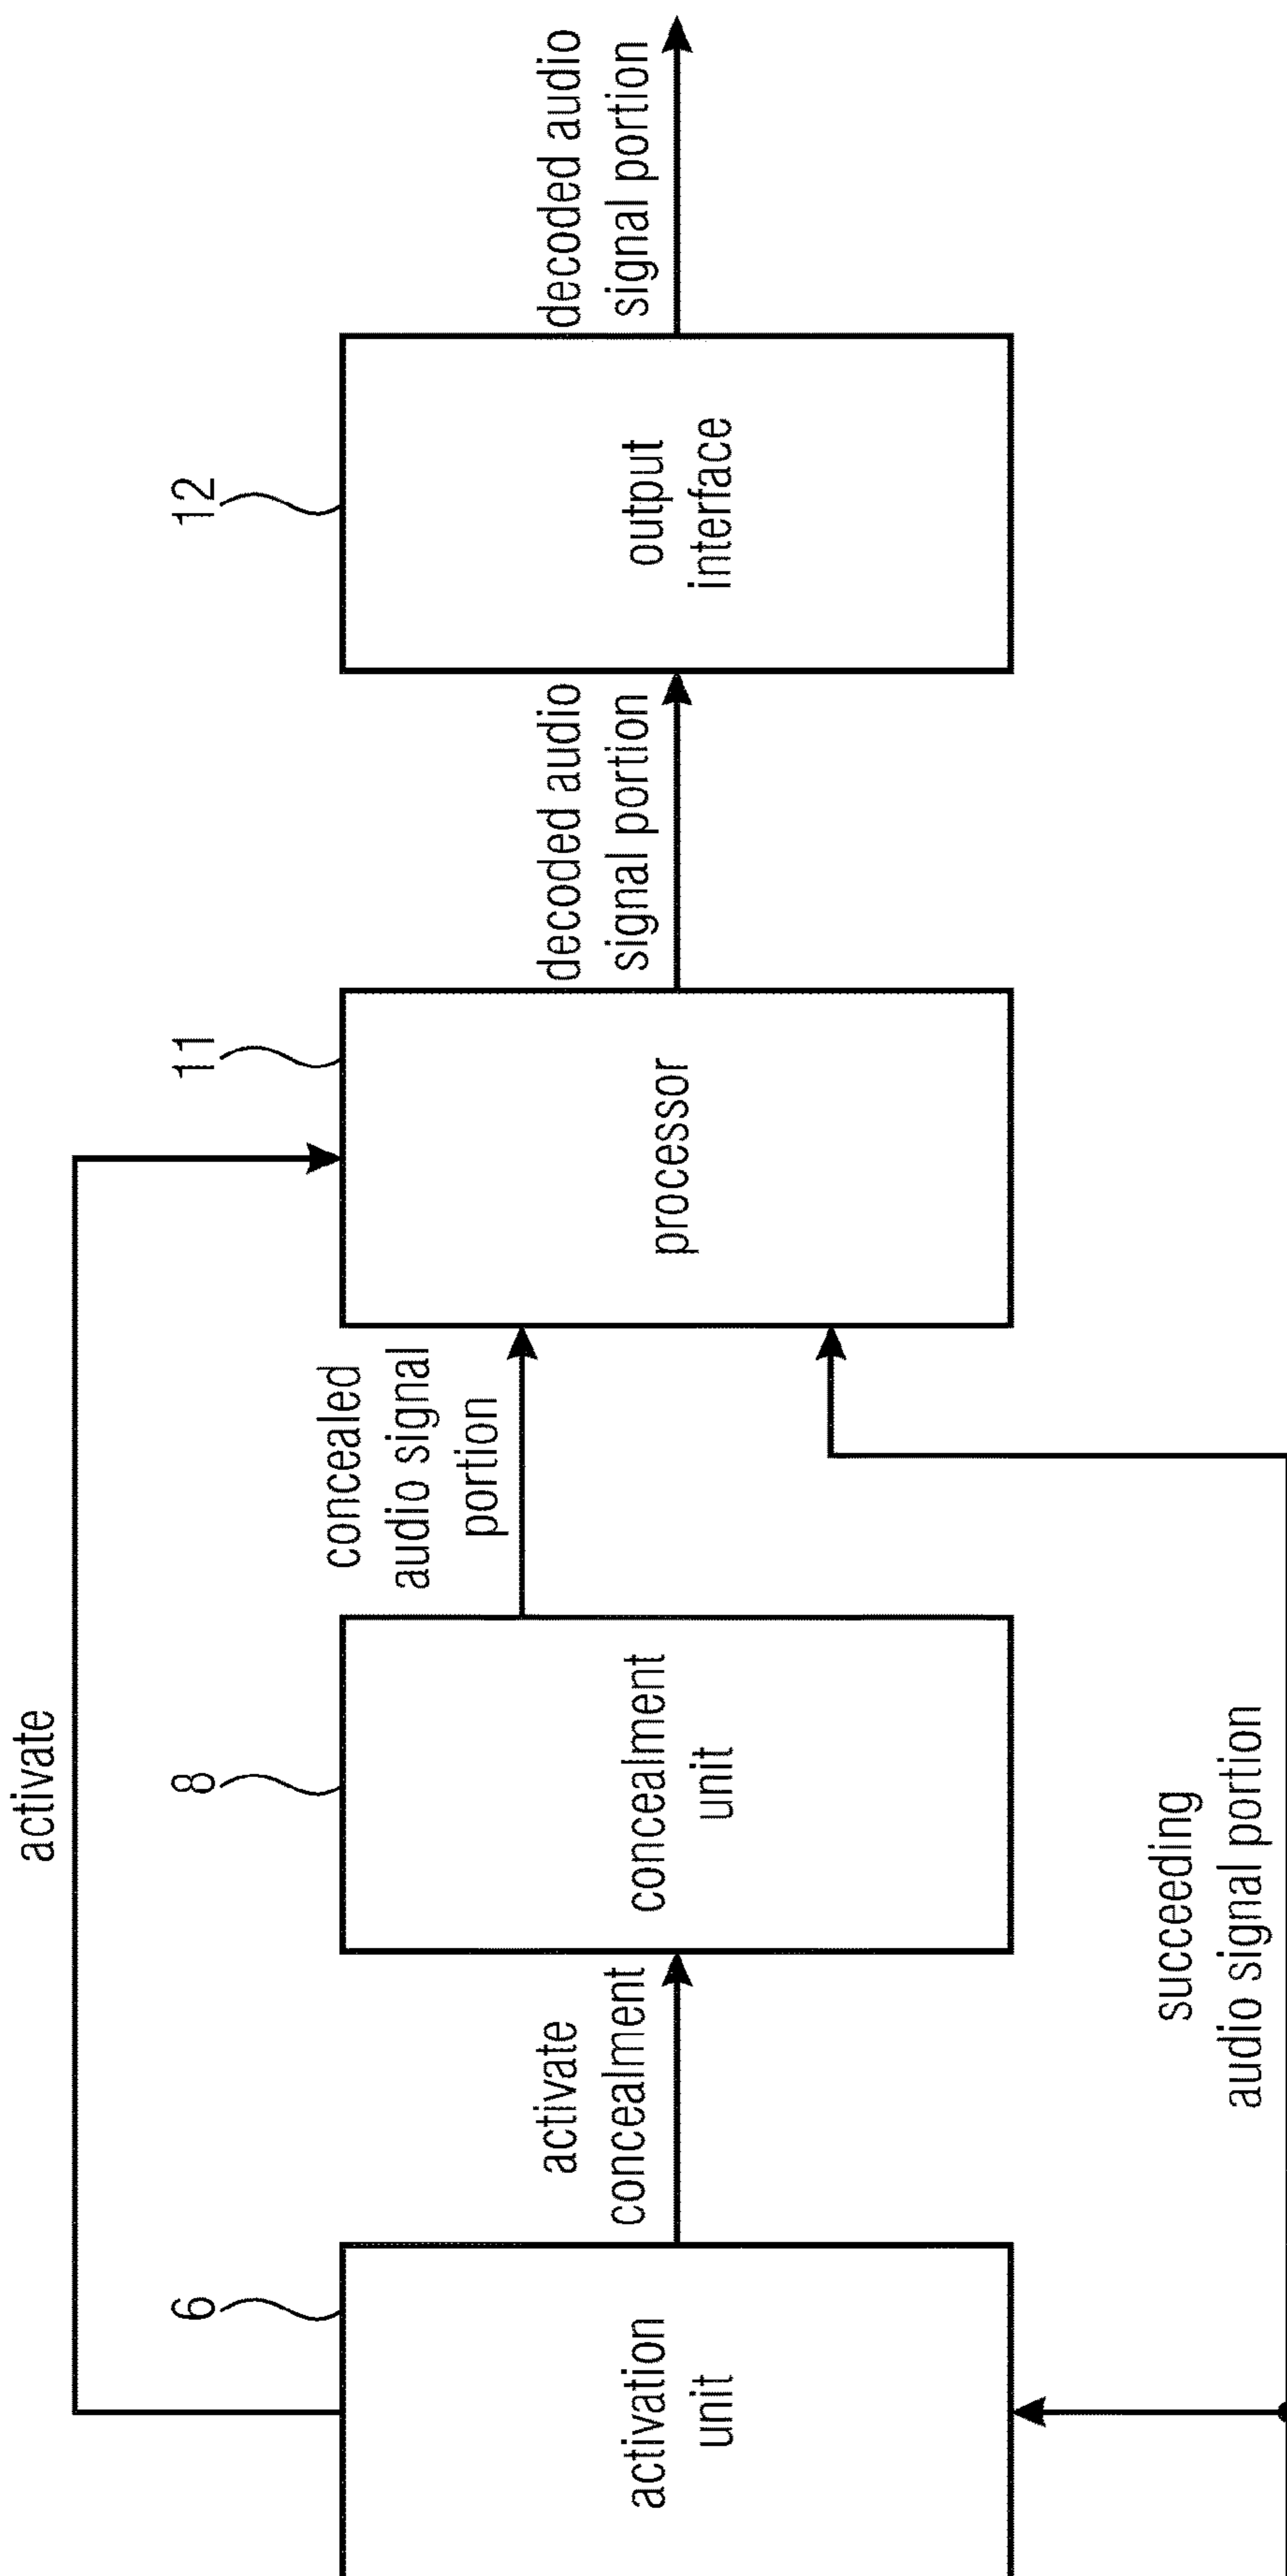 activate
6
8
11
12
activation
unit
activate
concealment
concealment
unit
concealed
audio signal
portion
processor
decoded audio
signal portion
output
interface
decoded audio
signal portion
succeeding
audio signal portion